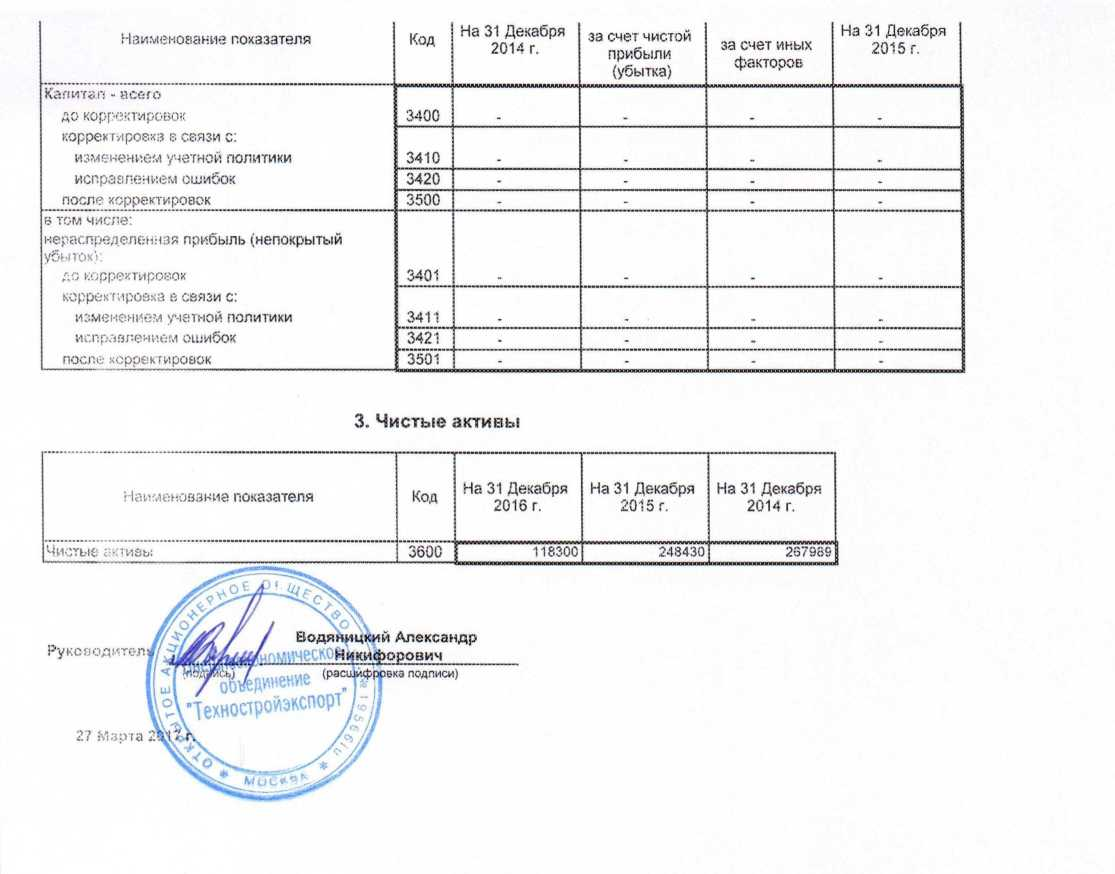 Наименование показателя Код На 31 Декабря 2014 г. за счет чистой прибыли (убытка) за счет иных факторов На 31 Декабря 2015 г.
Капитал - всего
до корректировок 3400 - - - -
корректировка в связи с:
изменением учетной политики 3410 - - - -
исправлением ошибок 3420 - - - -
после корректировок 3500 - - - -
в том числе:
нераспределенная прибыль (непокрытый
убыток):
до корректировок 3401 - - - -
корректировка в связи с:
изменением учетной политики 3411 - - - -
исправлением ошибок 3421 - - - -
после корректировок 3501 - - - -
3. Чистые активы
Наименование показателя Код На 31 Декабря 2016 г. На 31 Декабря 2015 г. На 31 Декабря 2014 г.
Чистые активы 3600 118300 248430 267989
ОТКРЫТОЕ АКЦИОНЕРНОЕ ОБЩЕСТВО
Водяницкий Александр
Руководитель Никифорович
(подпись) (расшифровка подписи)
объединение
"Техностройэкспорт"
27 Марта 2017 г.
МОСКВА